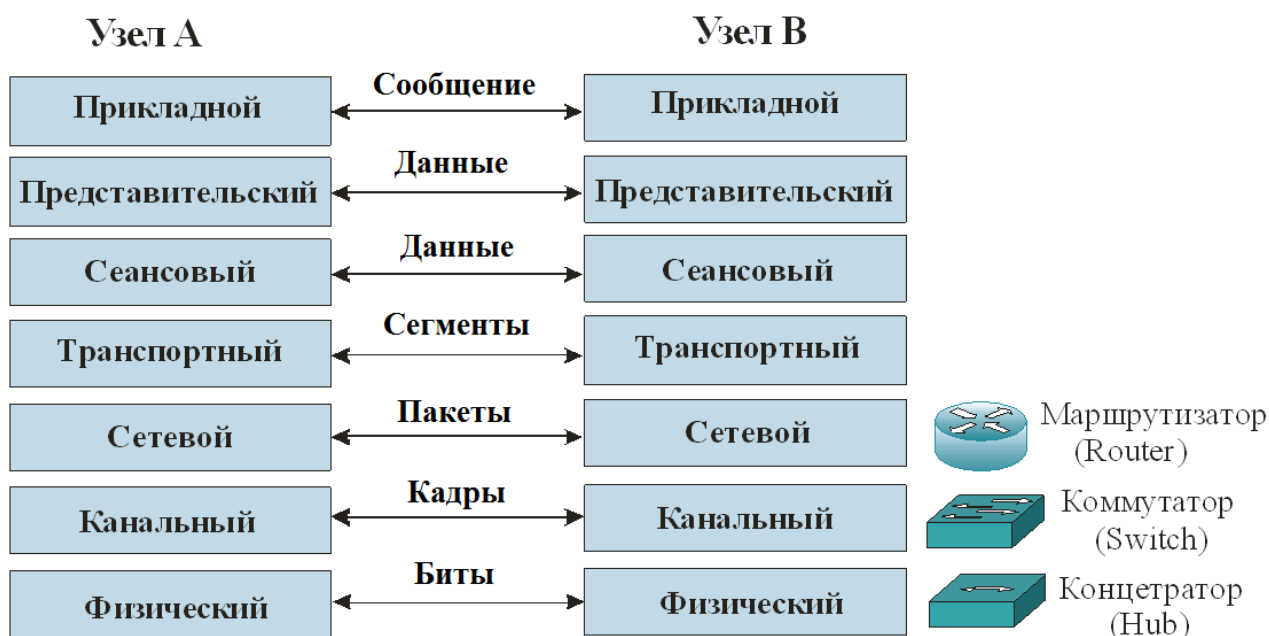 Узел A
Узел B
Сообщение
Прикладной
Прикладной
Данные
Представительский
Представительский
Данные
Сеансовый
Сеансовый
Сегменты
Транспортный
Транспортный
Пакеты
Сетевой
Сетевой
Маршрутизатор
(Router)
Кадры
Канальный
Канальный
Коммутатор
(Switch)
Биты
Физический
Физический
Концетратор
(Hub)